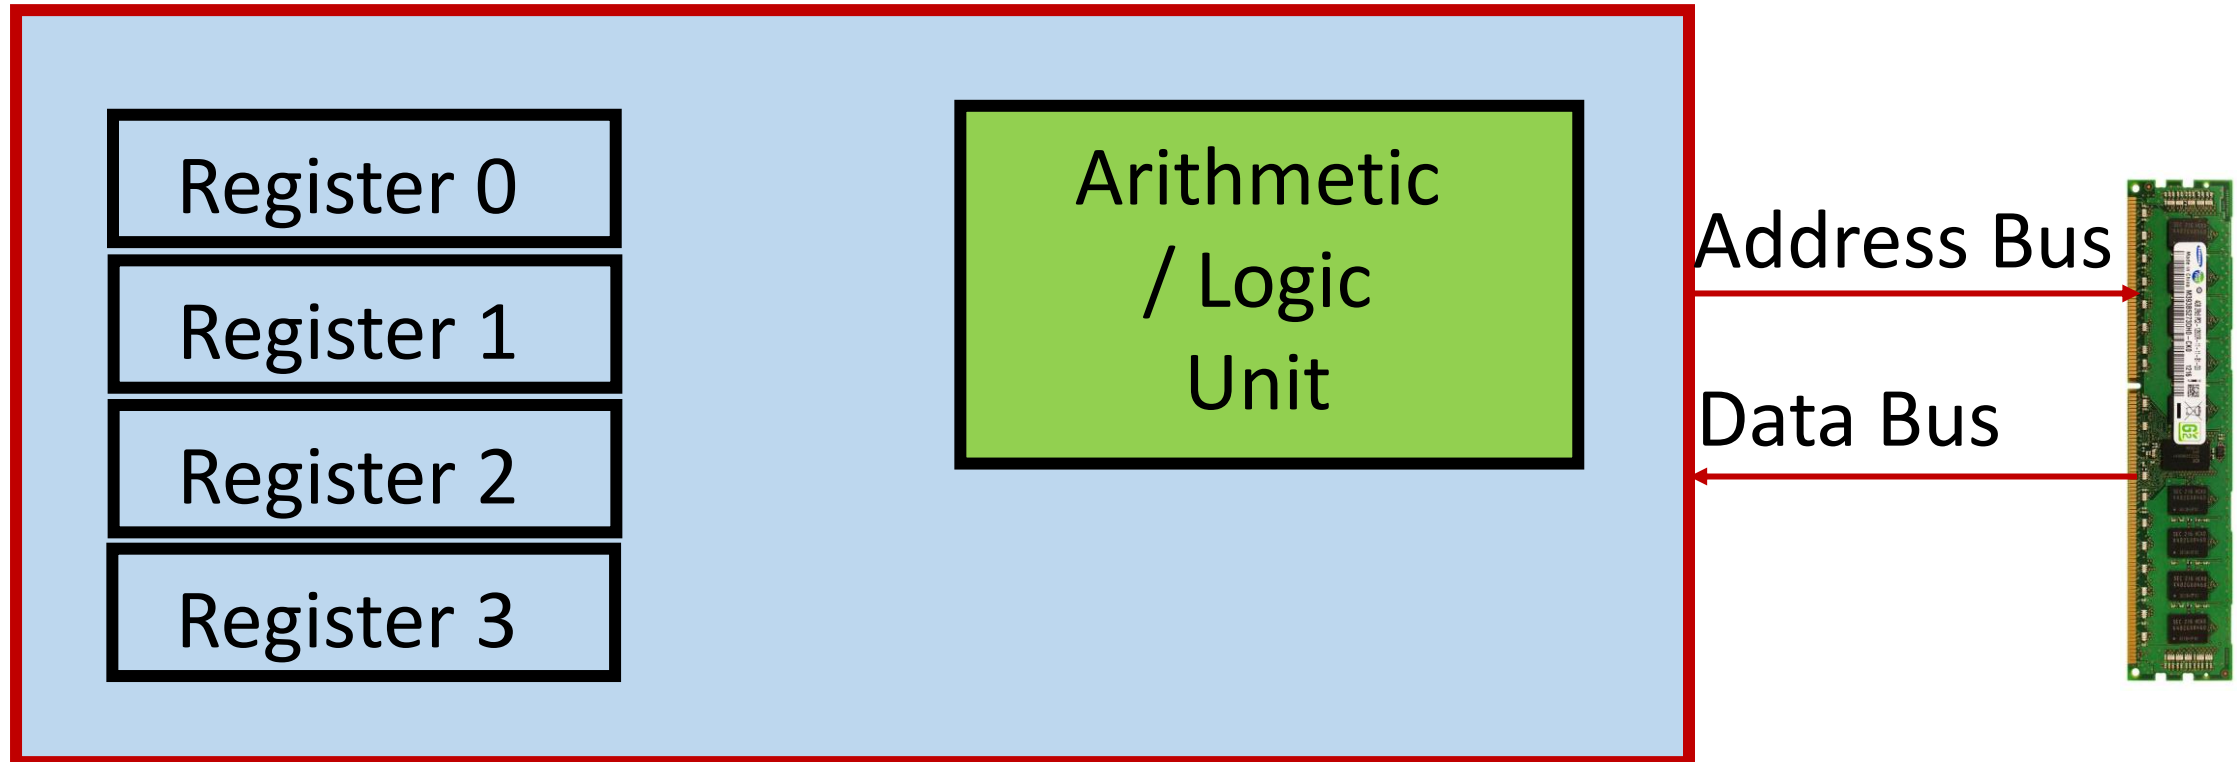 Register 0
Register 1
Register 2
Register 3
Arithmetic
/ Logic
Unit
Address Bus
Data Bus